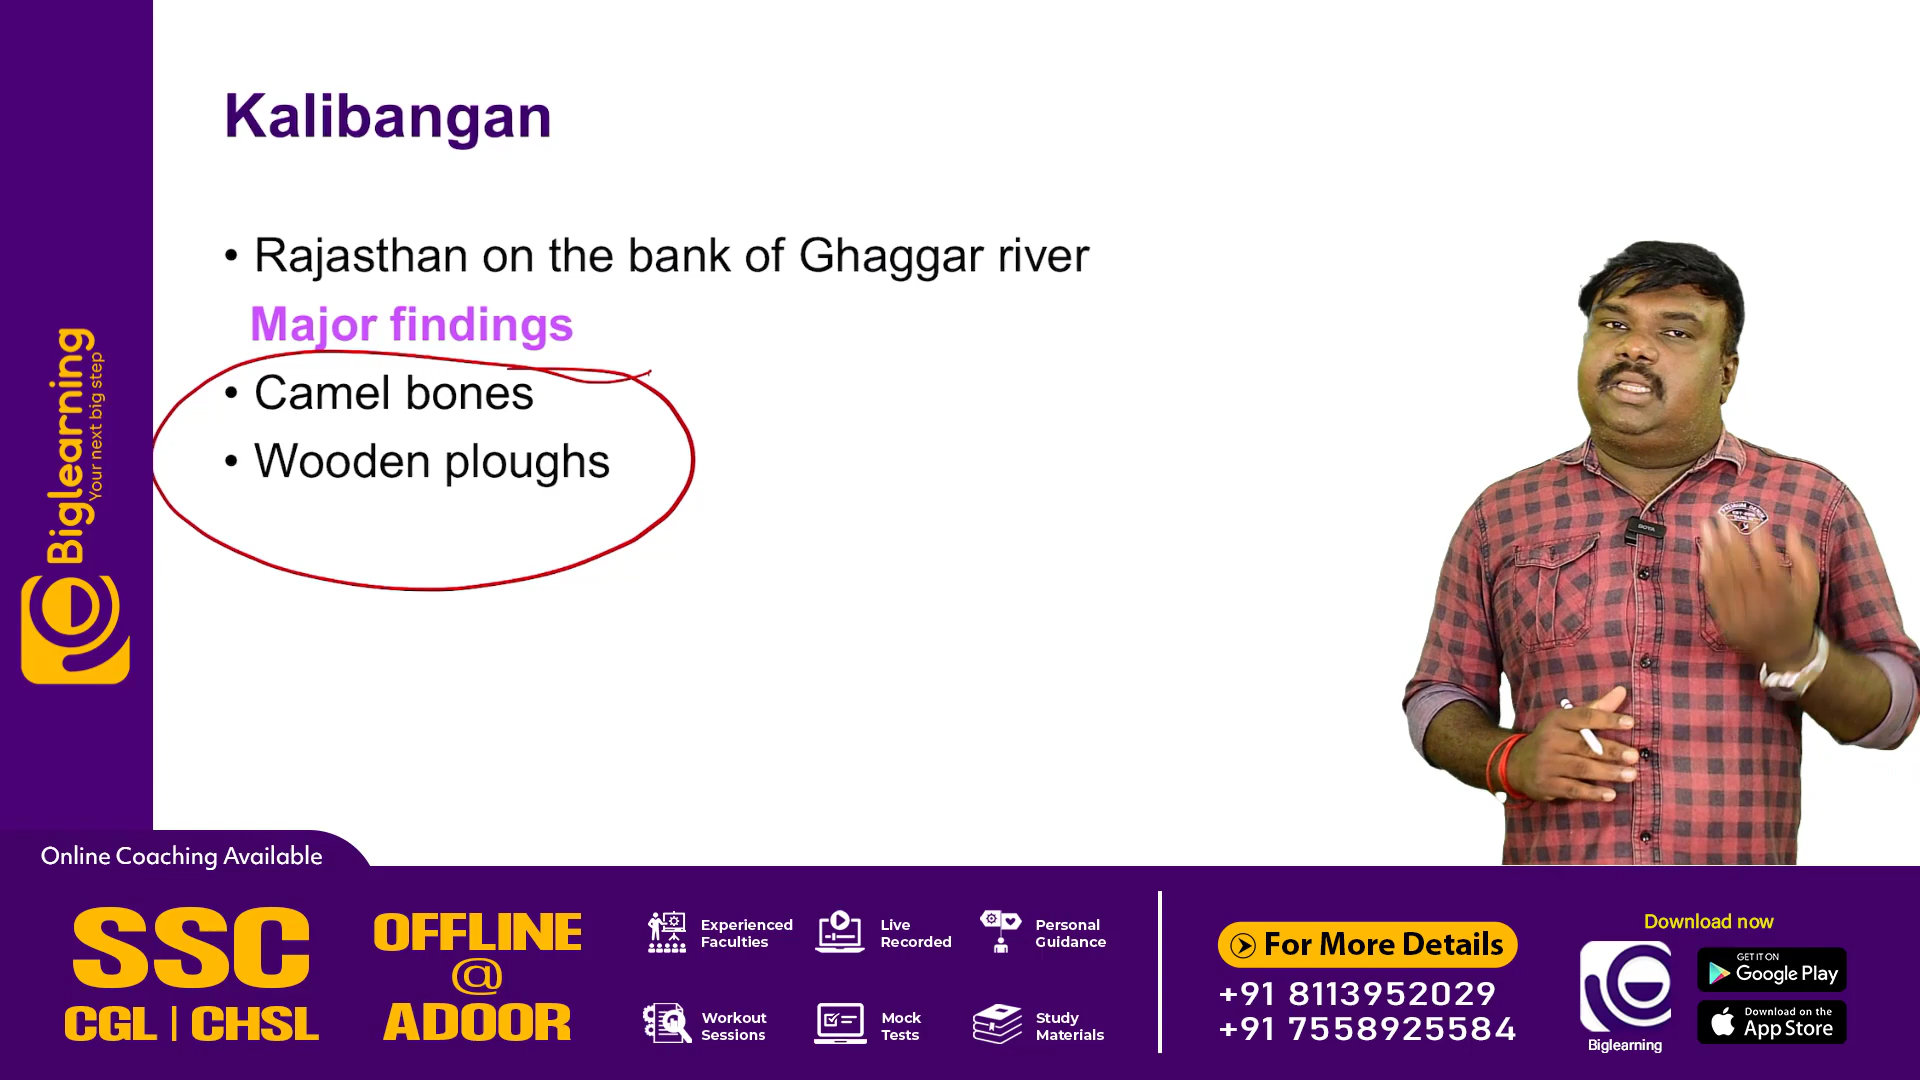 Kalibangan
• Rajasthan on the bank of Ghaggar river
Major findings
• Camel bones
• Wooden ploughs
Biglearning
Your next big step
BOYA
Online Coaching Available
SSC
CGL | CHSL
OFFLINE
@
ADOOR
Experienced
Faculties
Live
Recorded
Personal
Guidance
Workout
Sessions
Mock
Tests
Study
Materials
For More Details
+91 8113952029
+91 7558925584
Download now
Biglearning
GET IT ON
Google Play
Download on the
App Store